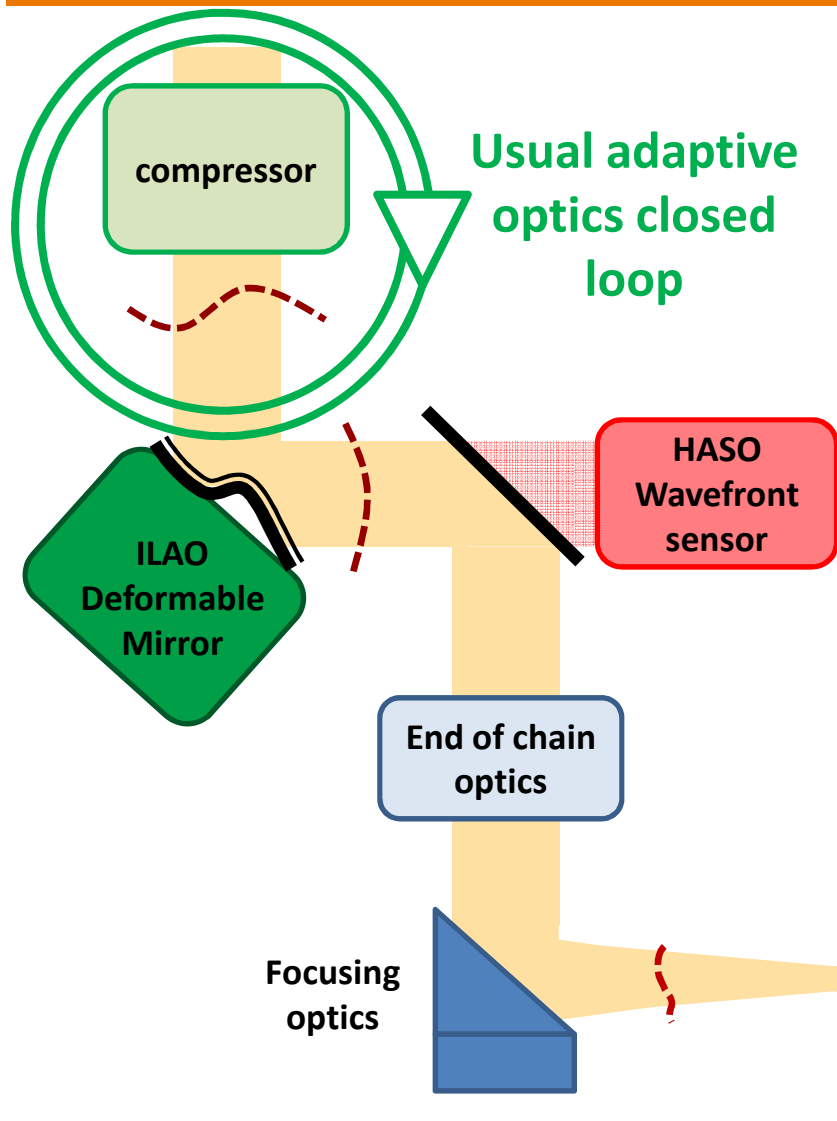 compressor
Usual adaptive
optics closed
loop
HASO
Wavefront
sensor
ILAO
Deformable
Mirror
End of chain
optics
Focusing
optics